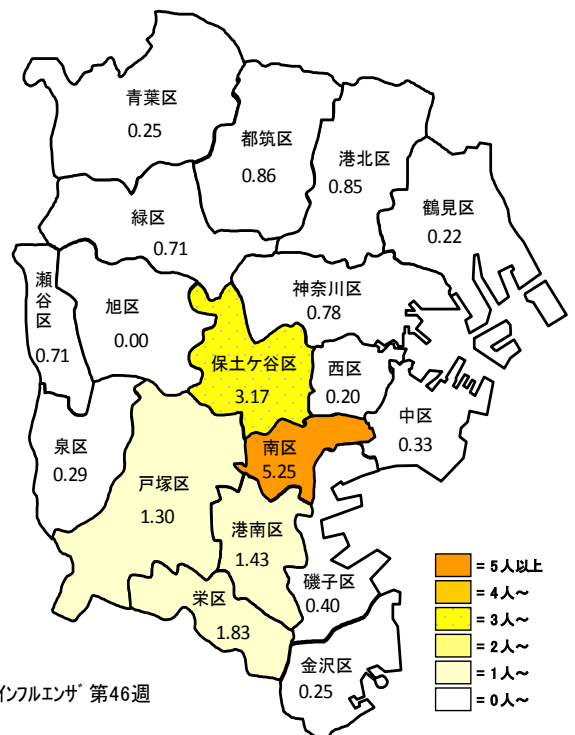 青葉区
0.25
都筑区
0.86
港北区
0.85
鶴見区
0.22
緑区
0.71
瀬谷区
0.71
旭区
0.00
神奈川区
0.78
保土ケ谷区
3.17
西区
0.20
中区
0.33
泉区
0.29
戸塚区
1.30
南区
5.25
港南区
1.43
磯子区
0.40
栄区
1.83
金沢区
0.25
= 5人以上
= 4人～
= 3人～
= 2人～
= 1人～
= 0人～
インフルエンザ 第46週